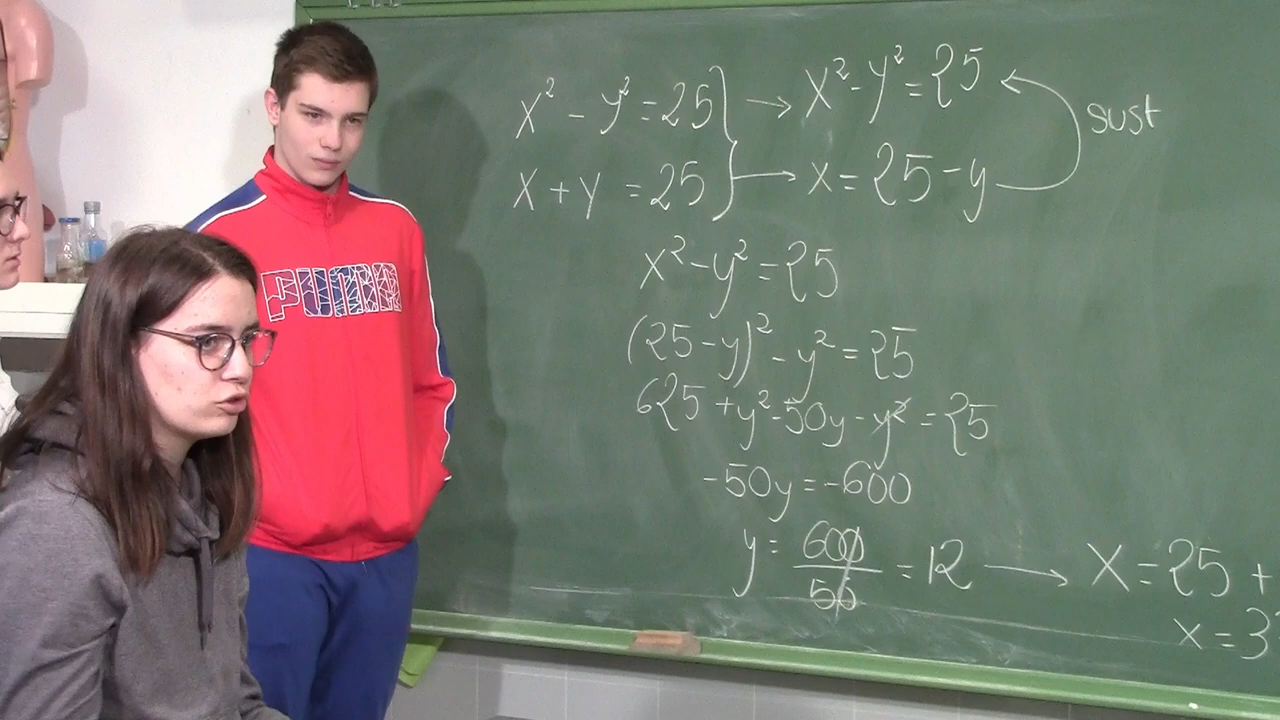 x² - y² = 25 } → x² - y² = 25
x + y = 25 } → x = 25 - y
sust
x² - y² = 25
(25 - y)² - y² = 25
625 + y² - 50y - y² = 25
-50y = -600
y = 600/50 = 12 → x = 25 +
x = 3
PUMA